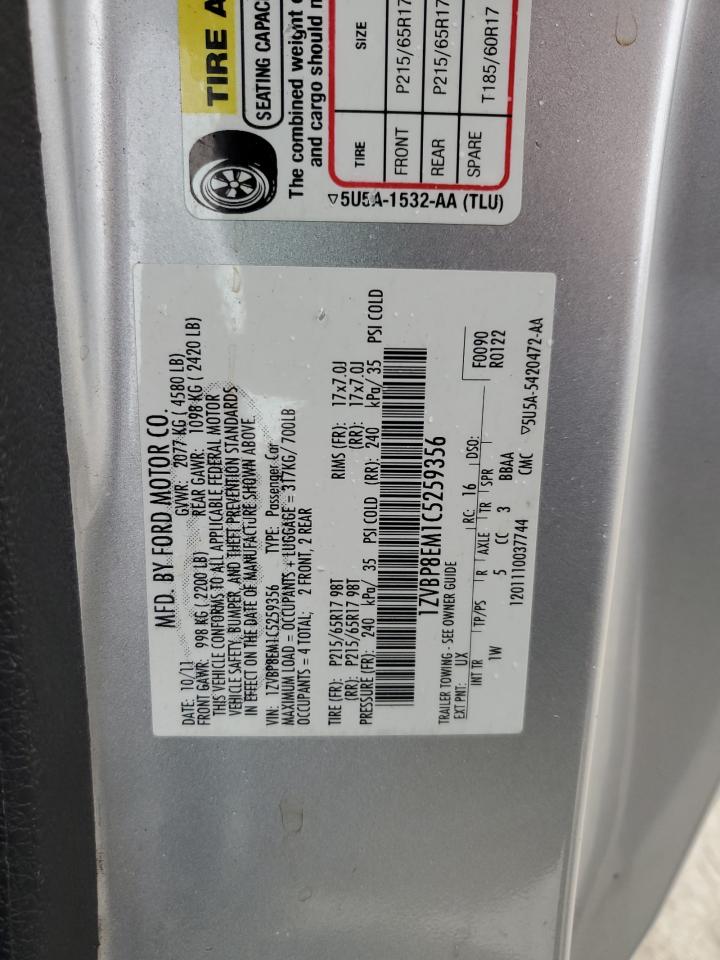 TIRE A
SEATING CAPAC
The combined weight
and cargo should n
TIRE SIZE
FRONT P215/65R17
REAR P215/65R17
SPARE T185/60R17
5U5A-1532-AA (TLU)
MFD. BY FORD MOTOR CO.
DATE: 10/11 GVWR: 2077 KG ( 4580 LB)
FRONT GAWR: 998 KG ( 2200 LB) REAR GAWR: 1098 KG ( 2420 LB)
THIS VEHICLE CONFORMS TO ALL APPLICABLE FEDERAL MOTOR
VEHICLE SAFETY, BUMPER, AND THEFT PREVENTION STANDARDS
IN EFFECT ON THE DATE OF MANUFACTURE SHOWN ABOVE.
VIN: 1ZVBP8EM1C5259356 TYPE: Passenger Car
MAXIMUM LOAD = OCCUPANTS + LUGGAGE = 317KG/ 700LB
OCCUPANTS = 4 TOTAL; 2 FRONT, 2 REAR
TIRE (FR): P215/65R17 98T RIMS (FR): 17x7.0J
(RR): P215/65R17 98T (RR): 17x7.0J
PRESSURE (FR): 240 kPa/ 35 PSI COLD (RR): 240 kPa/ 35 PSI COLD
1ZVBP8EM1C5259356
TRAILER TOWING - SEE OWNER GUIDE
EXT PNT: UX RC: 16 DSO: F0090
R0122
INT TR TP/PS R AXLE TR SPR
1W 5 CC 3 BBAA
12011110037744 CMC
5U5A-5420472-AA